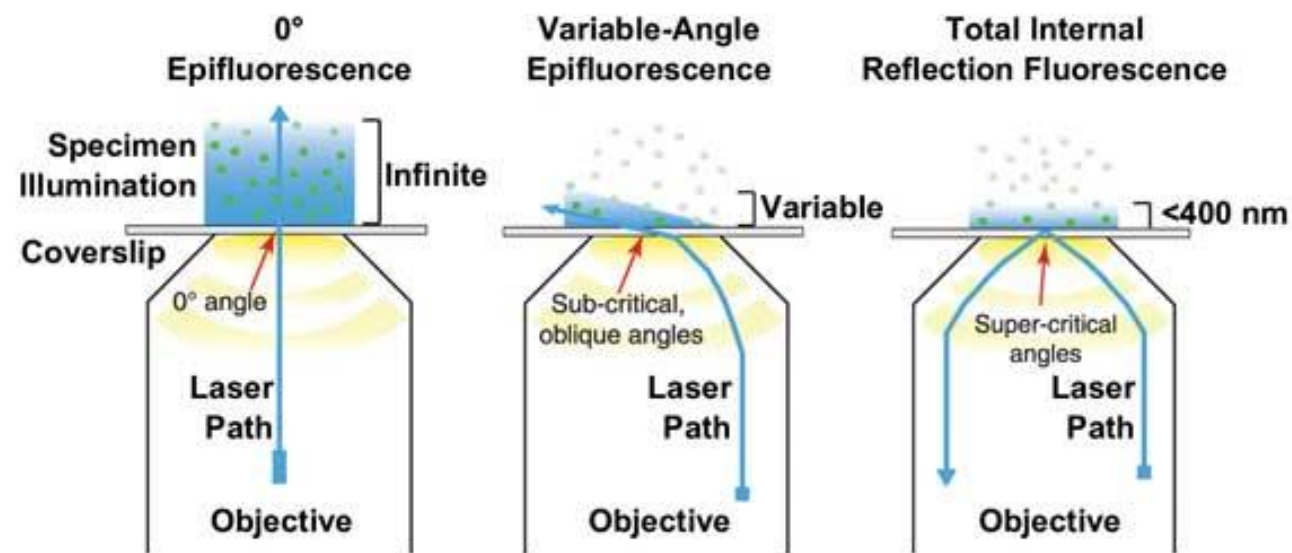 0°
Epifluorescence
Variable-Angle
Epifluorescence
Total Internal
Reflection Fluorescence
Specimen
Illumination
Infinite
Variable
<400 nm
Coverslip
0° angle
Sub-critical,
oblique angles
Super-critical
angles
Laser
Path
Laser
Path
Laser
Path
Objective
Objective
Objective